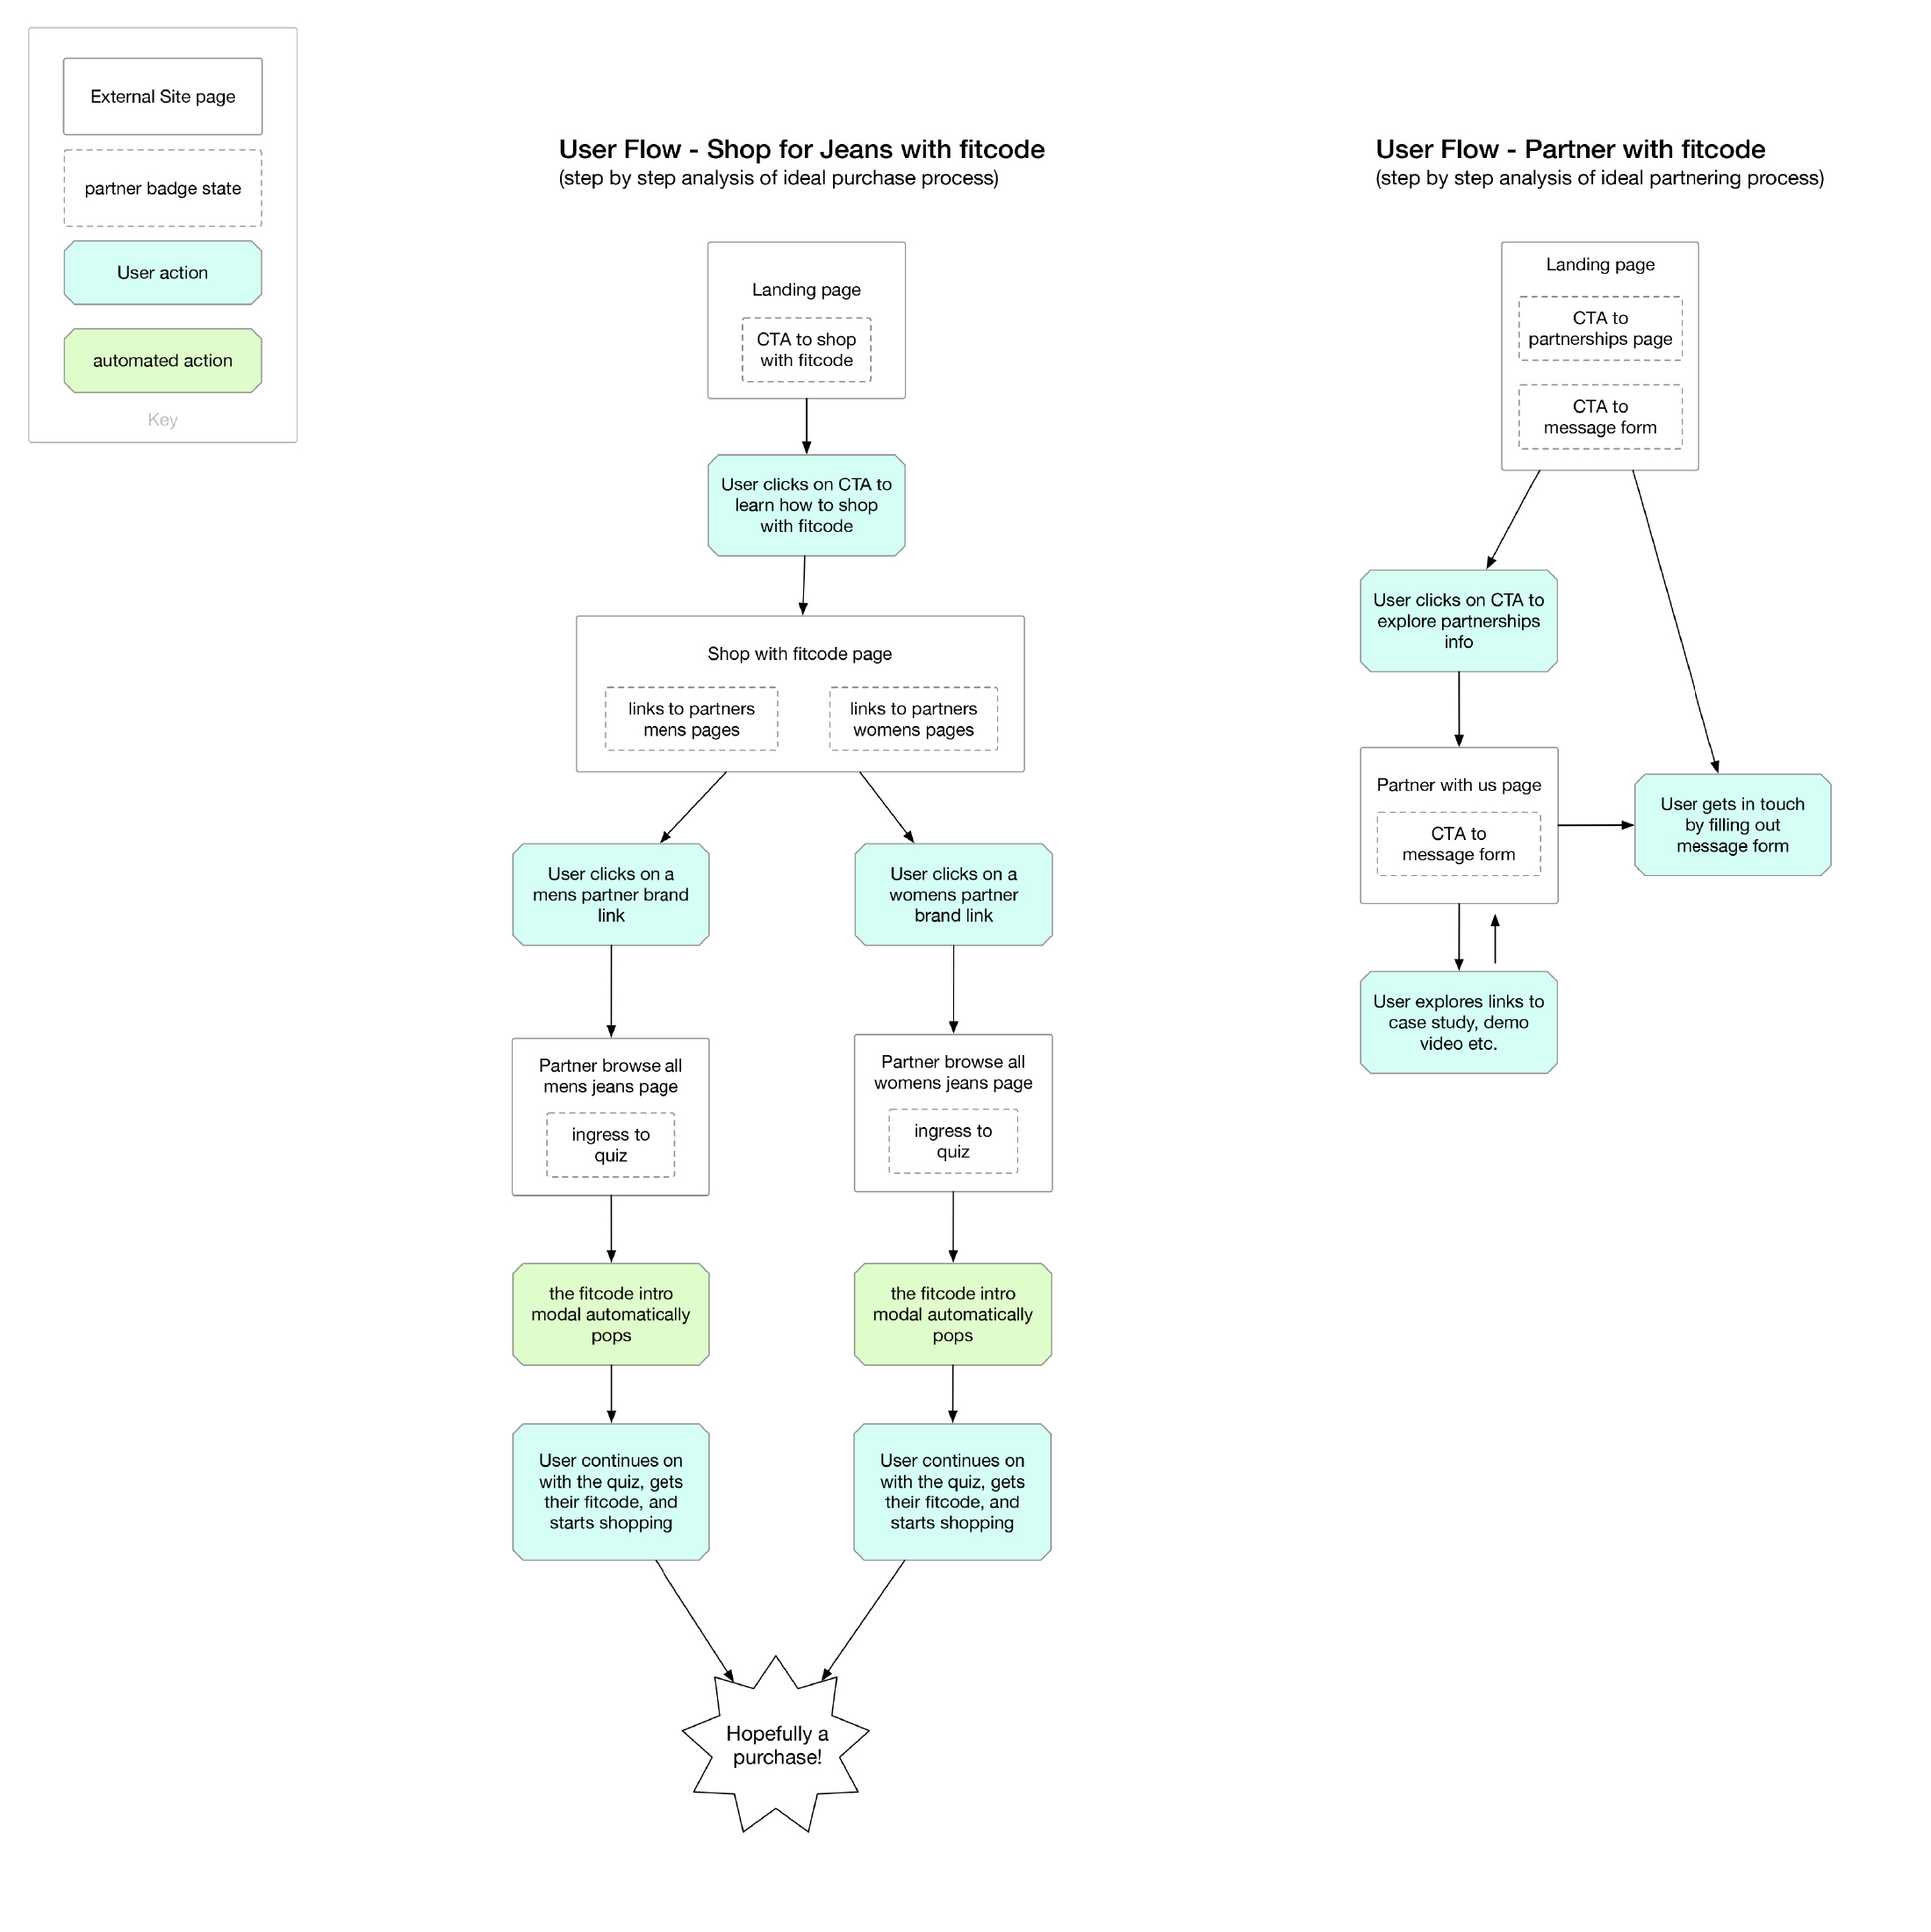 External Site page
partner badge state
User action
automated action
Key
User Flow - Shop for Jeans with fitcode
(step by step analysis of ideal purchase process)
Landing page
CTA to shop
with fitcode
User clicks on CTA to
learn how to shop
with fitcode
Shop with fitcode page
links to partners
mens pages
links to partners
womens pages
User clicks on a
mens partner brand
link
User clicks on a
womens partner
brand link
Partner browse all
mens jeans page
ingress to
quiz
Partner browse all
womens jeans page
ingress to
quiz
the fitcode intro
modal automatically
pops
the fitcode intro
modal automatically
pops
User continues on
with the quiz, gets
their fitcode, and
starts shopping
User continues on
with the quiz, gets
their fitcode, and
starts shopping
Hopefully a
purchase!
User Flow - Partner with fitcode
(step by step analysis of ideal partnering process)
Landing page
CTA to
partnerships page
CTA to
message form
User clicks on CTA to
explore partnerships
info
Partner with us page
CTA to
message form
User gets in touch
by filling out
message form
User explores links to
case study, demo
video etc.